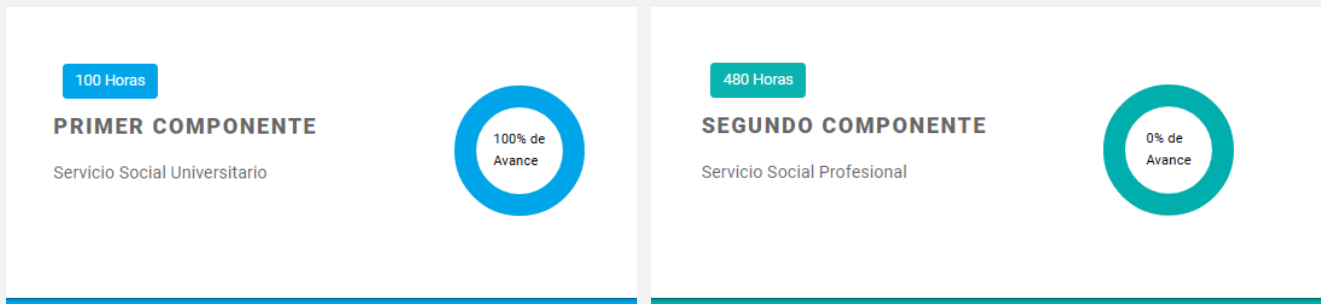 100 Horas
PRIMER COMPONENTE
Servicio Social Universitario
100% de
Avance
480 Horas
SEGUNDO COMPONENTE
Servicio Social Profesional
0% de
Avance